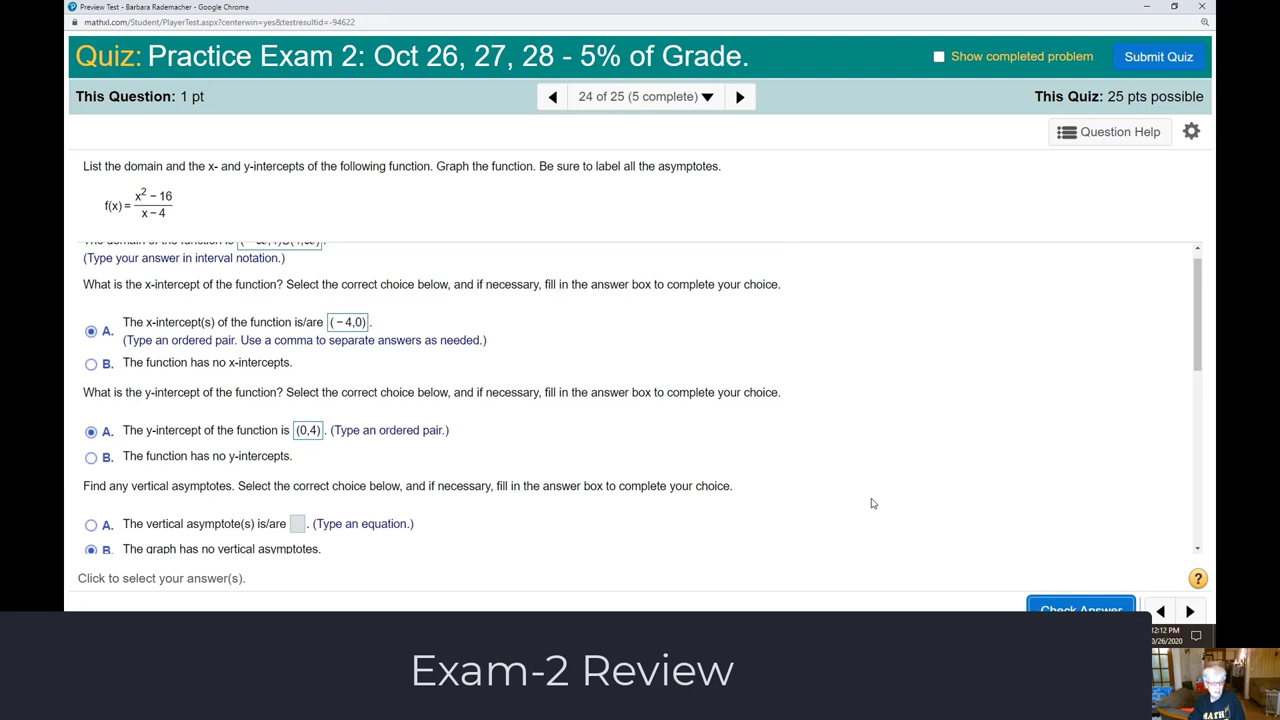 Preview Test - Barbara Rademacher - Google Chrome
mathxl.com/Student/PlayerTest.aspx?centerwin=yes&testresultid=-94622
Quiz: Practice Exam 2: Oct 26, 27, 28 - 5% of Grade.
Show completed problem
Submit Quiz
This Question: 1 pt
24 of 25 (5 complete)
This Quiz: 25 pts possible
Question Help
List the domain and the x- and y-intercepts of the following function. Graph the function. Be sure to label all the asymptotes.
f(x) = x² − 16 / x − 4
(Type your answer in interval notation.)
What is the x-intercept of the function? Select the correct choice below, and if necessary, fill in the answer box to complete your choice.
A. The x-intercept(s) of the function is/are (−4,0).
(Type an ordered pair. Use a comma to separate answers as needed.)
B. The function has no x-intercepts.
What is the y-intercept of the function? Select the correct choice below, and if necessary, fill in the answer box to complete your choice.
A. The y-intercept of the function is (0,4). (Type an ordered pair.)
B. The function has no y-intercepts.
Find any vertical asymptotes. Select the correct choice below, and if necessary, fill in the answer box to complete your choice.
A. The vertical asymptote(s) is/are . (Type an equation.)
B. The graph has no vertical asymptotes.
Click to select your answer(s).
?
Check Answer
12:12 PM
0/26/2020
Exam-2 Review
MATH